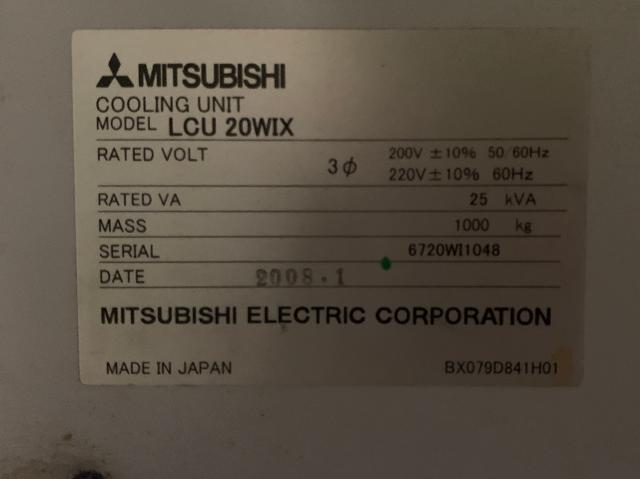 MITSUBISHI
COOLING UNIT
MODEL LCU 20WIX
RATED VOLT 3φ 200V ±10% 50/60Hz
220V ±10% 60Hz
RATED VA 25 kVA
MASS 1000 kg
SERIAL 6720WI1048
DATE 2008.1
MITSUBISHI ELECTRIC CORPORATION
MADE IN JAPAN BX079D841H01